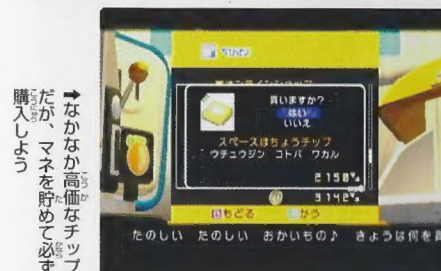 ➡なかなか高価なチップ
だが、マネを貯めて必ず
購入しよう
買いますか?
はい
いいえ
スペースほちょうチップ
ウチュウジン コトバ ワカル
もどる
かう
たのしい たのしい おかいもの♪ きょうは何を